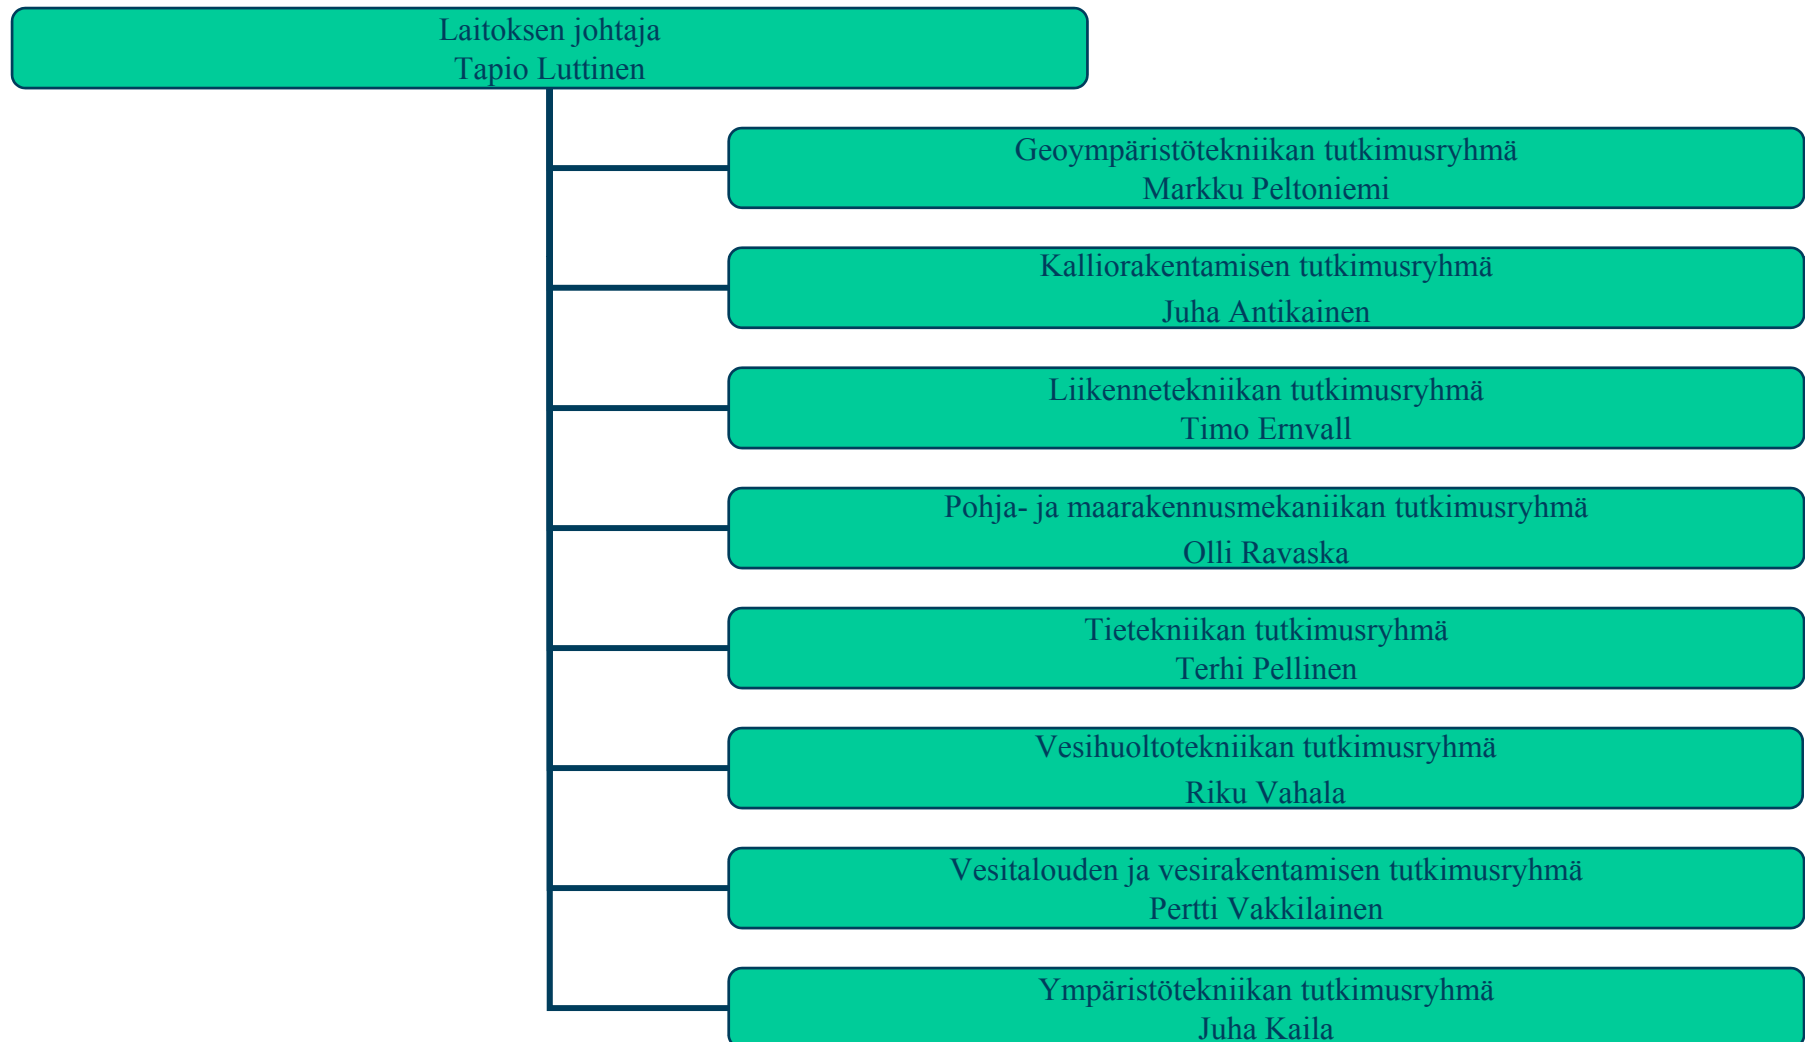 Laitoksen johtaja
Tapio Luttinen
Geoympäristötekniikan tutkimusryhmä
Markku Peltoniemi
Kalliorakentamisen tutkimusryhmä
Juha Antikainen
Liikennetekniikan tutkimusryhmä
Timo Ernvall
Pohja- ja maarakennusmekaniikan tutkimusryhmä
Olli Ravaska
Tietekniikan tutkimusryhmä
Terhi Pellinen
Vesihuoltotekniikan tutkimusryhmä
Riku Vahala
Vesitalouden ja vesirakentamisen tutkimusryhmä
Pertti Vakkilainen
Ympäristötekniikan tutkimusryhmä
Juha Kaila